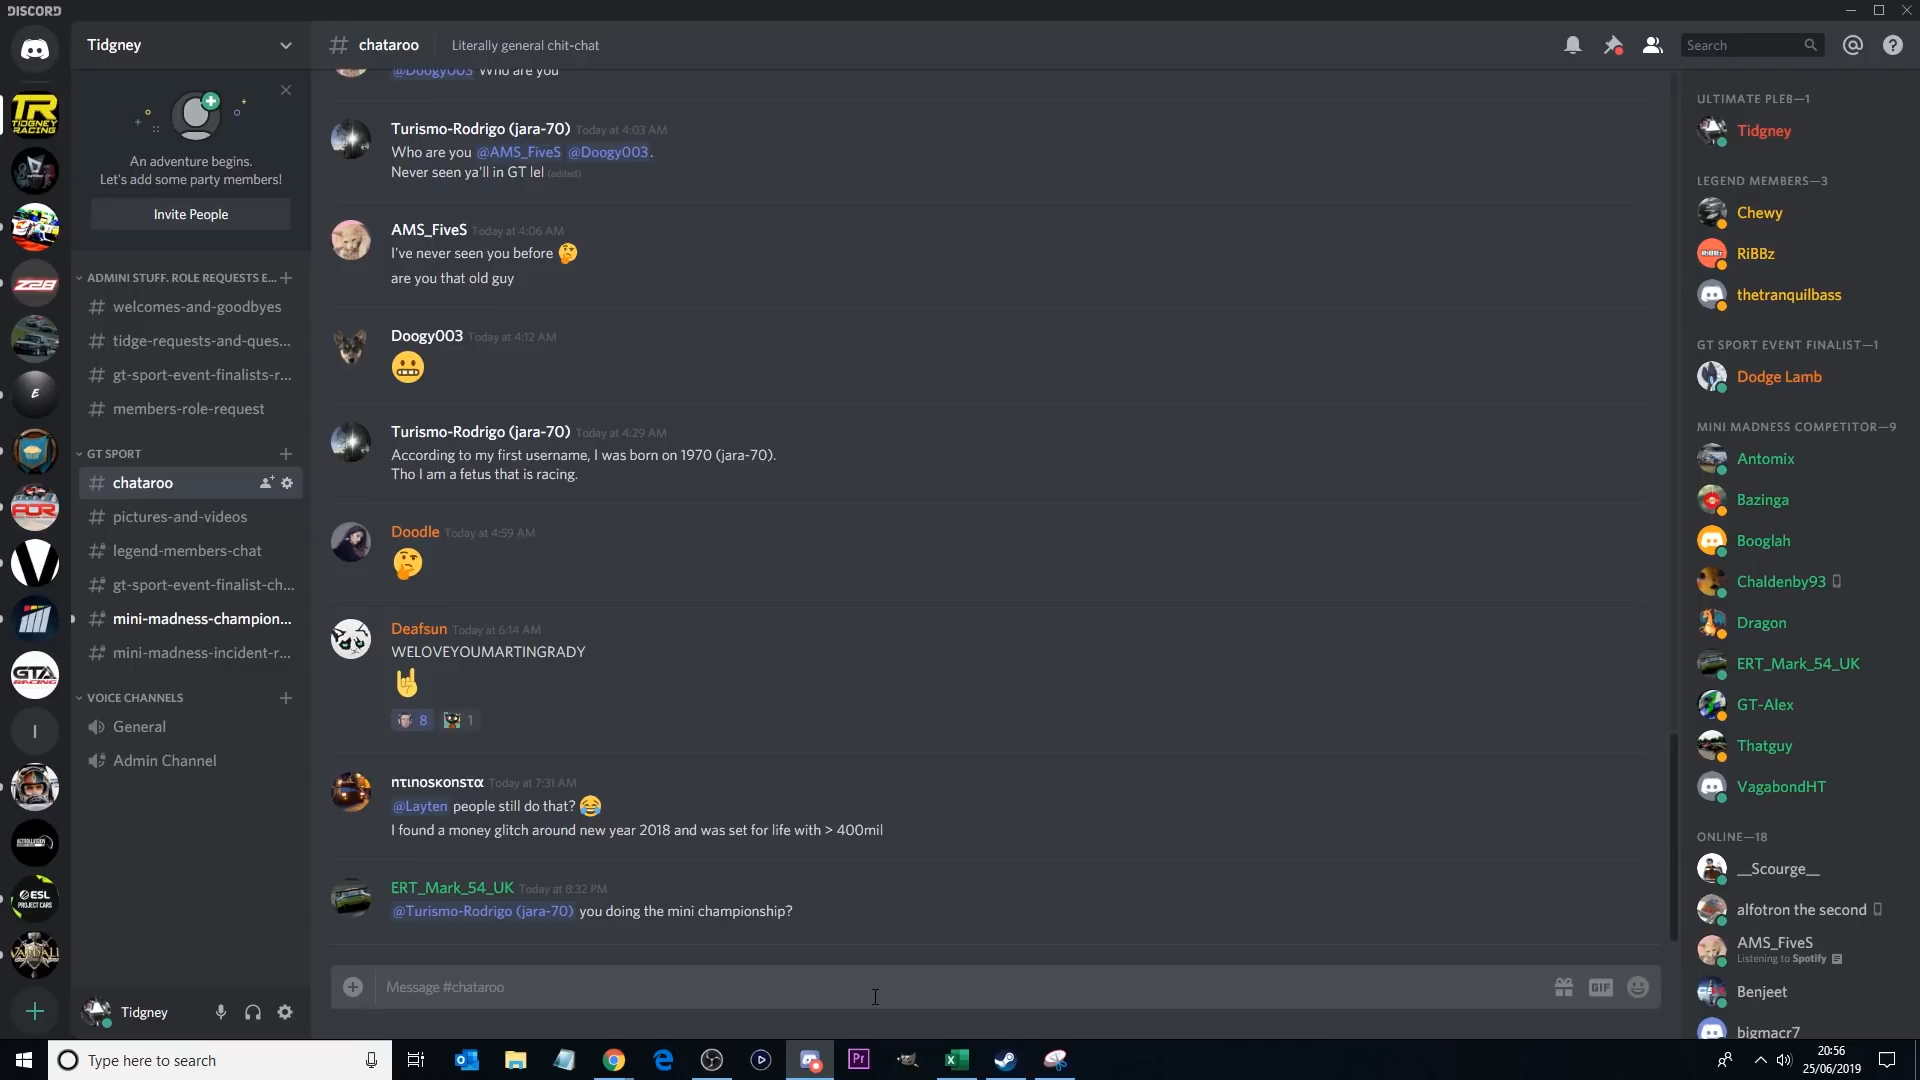 DISCORD
Tidgney
# chataroo
Literally general chit-chat
Search
TR
TIDGNEY
RACING
An adventure begins.
Let's add some party members!
Invite People
ADMINI STUFF. ROLE REQUESTS E...
welcomes-and-goodbyes
tidge-requests-and-ques...
gt-sport-event-finalists-r...
members-role-request
GT SPORT
chataroo
pictures-and-videos
legend-members-chat
gt-sport-event-finalist-ch...
mini-madness-champion...
mini-madness-incident-r...
VOICE CHANNELS
General
Admin Channel
Z28
E
AOR
V
GTA
RACING
I
ESL
PROJECT CARS
Tidgney
@Doogy003 Who are you
Turismo-Rodrigo (jara-70) Today at 4:03 AM
Who are you @AMS_FiveS @Doogy003.
Never seen ya'll in GT lel (edited)
AMS_FiveS Today at 4:06 AM
I've never seen you before 🤔
are you that old guy
Doogy003 Today at 4:12 AM
😬
Turismo-Rodrigo (jara-70) Today at 4:29 AM
According to my first username, I was born on 1970 (jara-70).
Tho I am a fetus that is racing.
Doodle Today at 4:59 AM
🤔
Deafsun Today at 6:14 AM
WELOVEYOUMARTINGRADY
🤘
8 1
Today at 7:31 AM
@Layten people still do that? 😂
I found a money glitch around new year 2018 and was set for life with > 400mil
ERT_Mark_54_UK Today at 8:32 PM
@Turismo-Rodrigo (jara-70) you doing the mini championship?
Message #chataroo
GIF
ULTIMATE PLEB—1
Tidgney
LEGEND MEMBERS—3
Chewy
RiBBz
thetranquilbass
GT SPORT EVENT FINALIST—1
Dodge Lamb
MINI MADNESS COMPETITOR—9
Antomix
Bazinga
Booglah
Chaldenby93
Dragon
ERT_Mark_54_UK
GT-Alex
Thatguy
VagabondHT
ONLINE—18
__Scourge__
alfotron the second
AMS_FiveS
Listening to Spotify
Benjeet
bigmacr7
Type here to search
Pr
20:56
25/06/2019